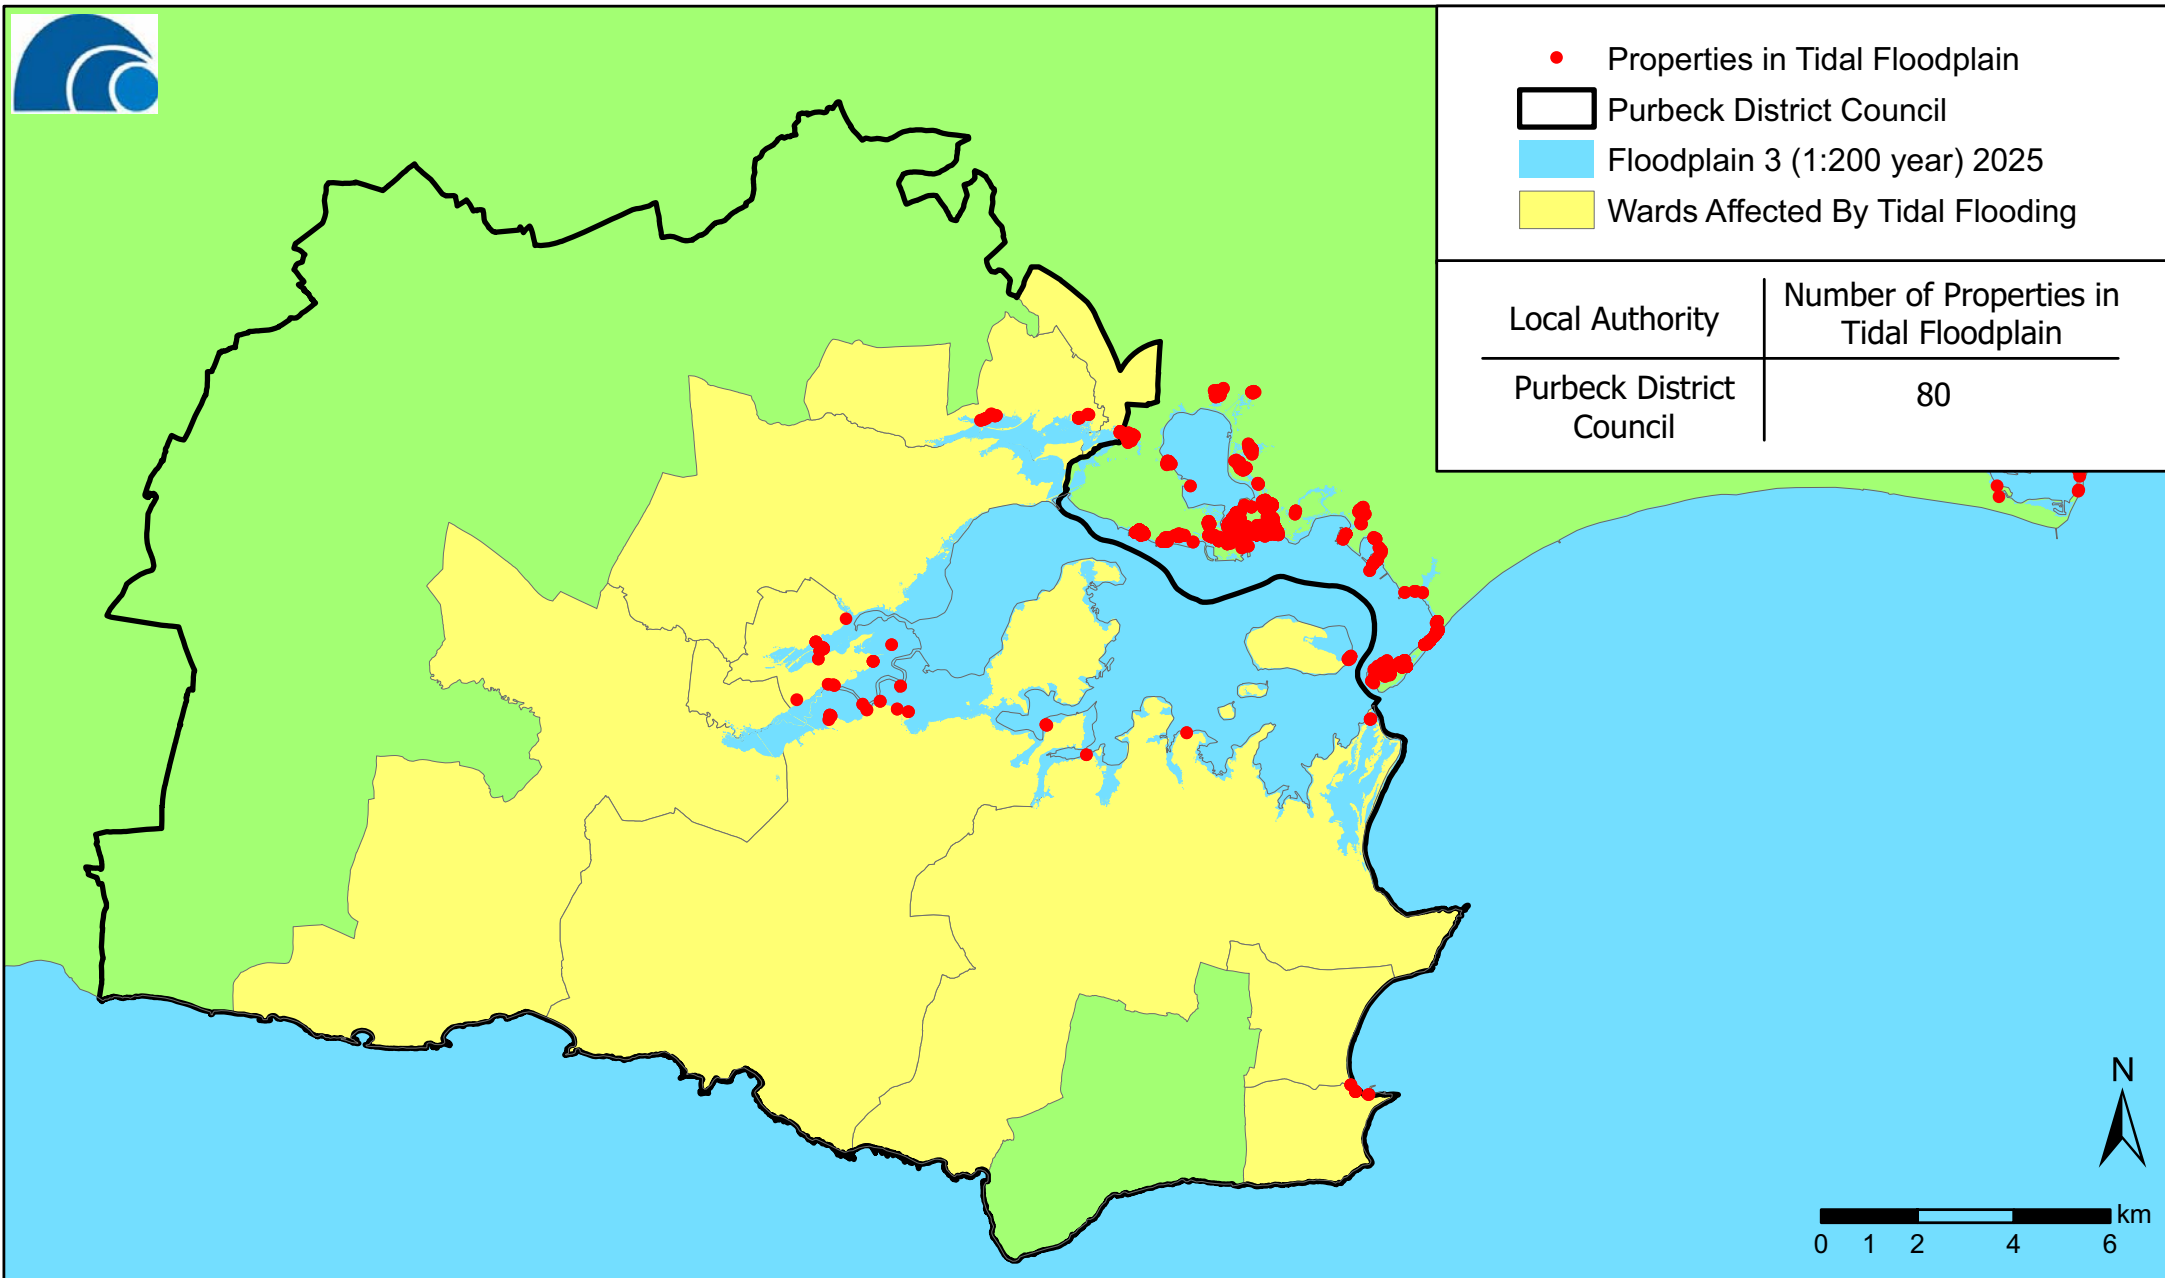 Properties in Tidal Floodplain
Purbeck District Council
Floodplain 3 (1:200 year) 2025
Wards Affected By Tidal Flooding
Local Authority
Number of Properties in
Tidal Floodplain
Purbeck District
Council
80
N
km
0 1 2 4 6